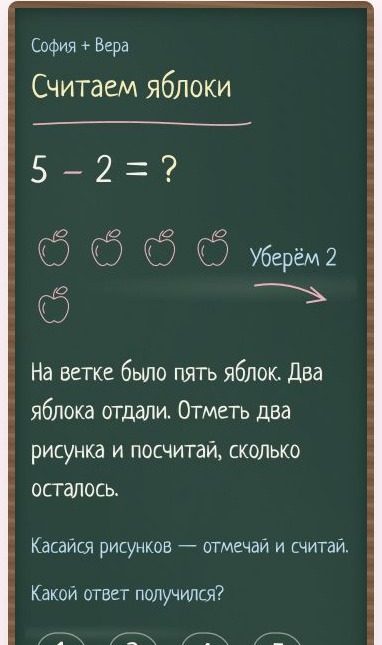 София + Вера
Считаем яблоки
5 – 2 = ?
Уберём 2
На ветке было пять яблок. Два
яблока отдали. Отметь два
рисунка и посчитай, сколько
осталось.
Касайся рисунков — отмечай и считай.
Какой ответ получился?